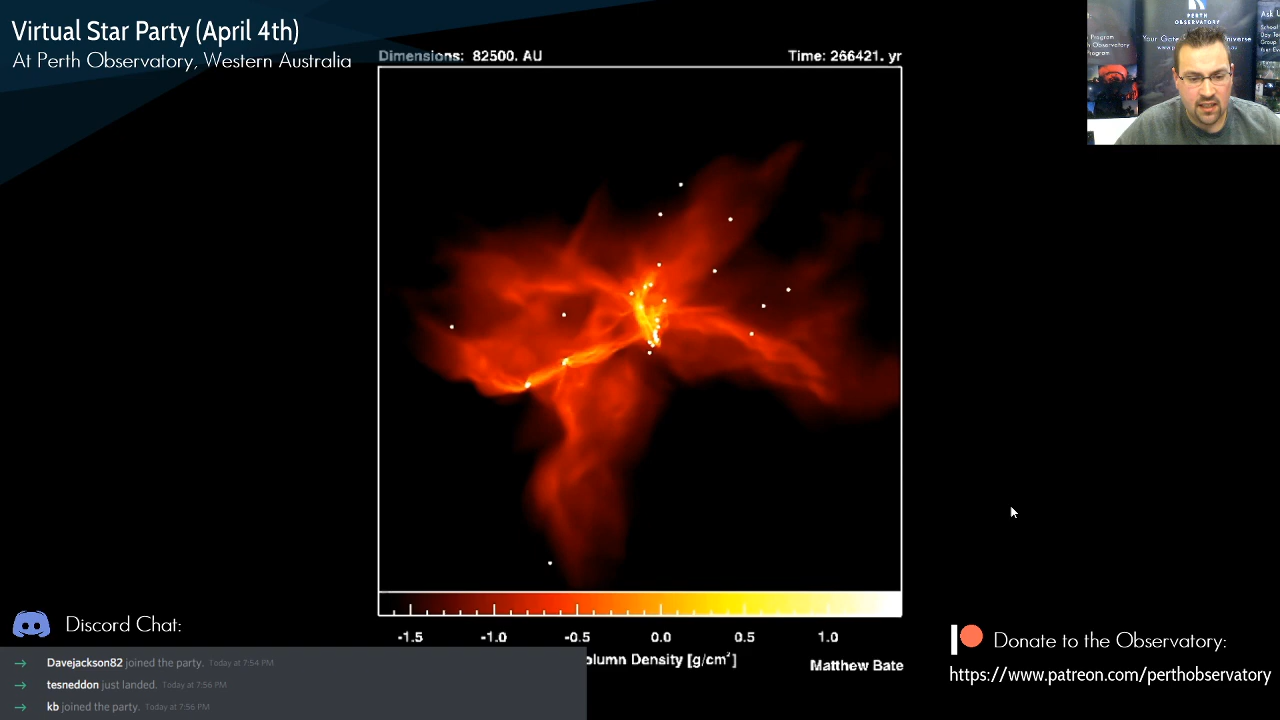 Virtual Star Party (April 4th)
At Perth Observatory, Western Australia
Dimensions: 82500. AU
Time: 266421. yr
PERTH
OBSERVATORY
-1.5 -1.0 -0.5 0.0 0.5 1.0
olumn Density [g/cm²]
Matthew Bate
Discord Chat:
Davejackson82 joined the party. Today at 7:54 PM
tesneddon just landed. Today at 7:56 PM
kb joined the party. Today at 7:56 PM
Donate to the Observatory:
https://www.patreon.com/perthobservatory